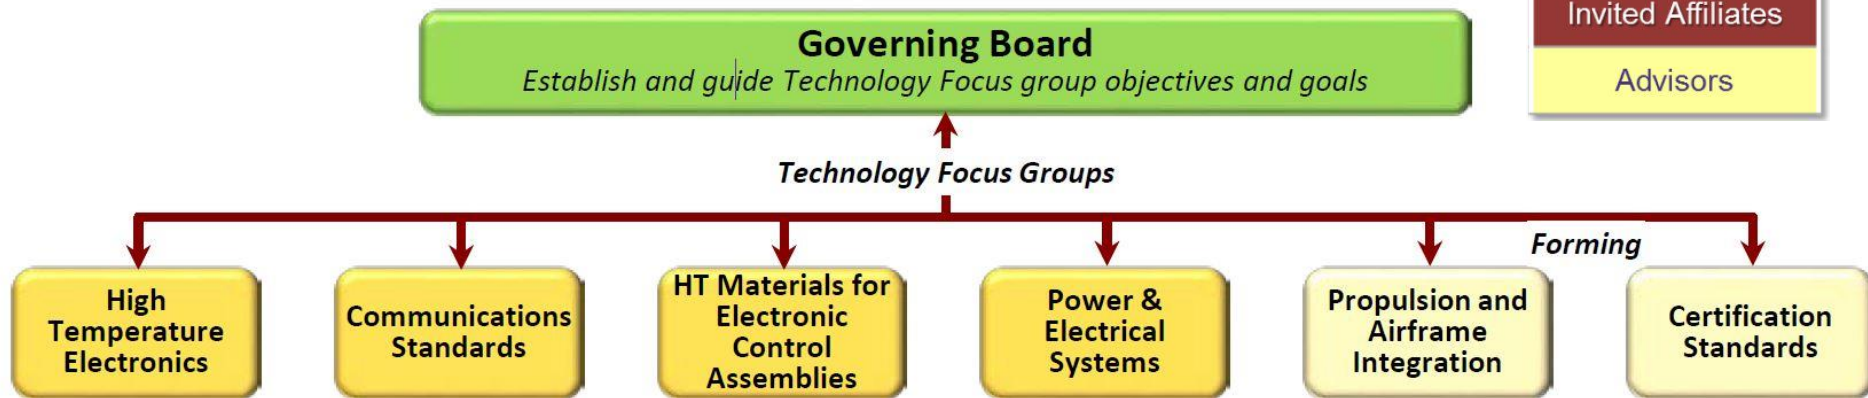 Invited Affiliates
Advisors
Governing Board
Establish and guide Technology Focus group objectives and goals
Technology Focus Groups
Forming
High
Temperature
Electronics
Communications
Standards
HT Materials for
Electronic
Control
Assemblies
Power &
Electrical
Systems
Propulsion and
Airframe
Integration
Certification
Standards